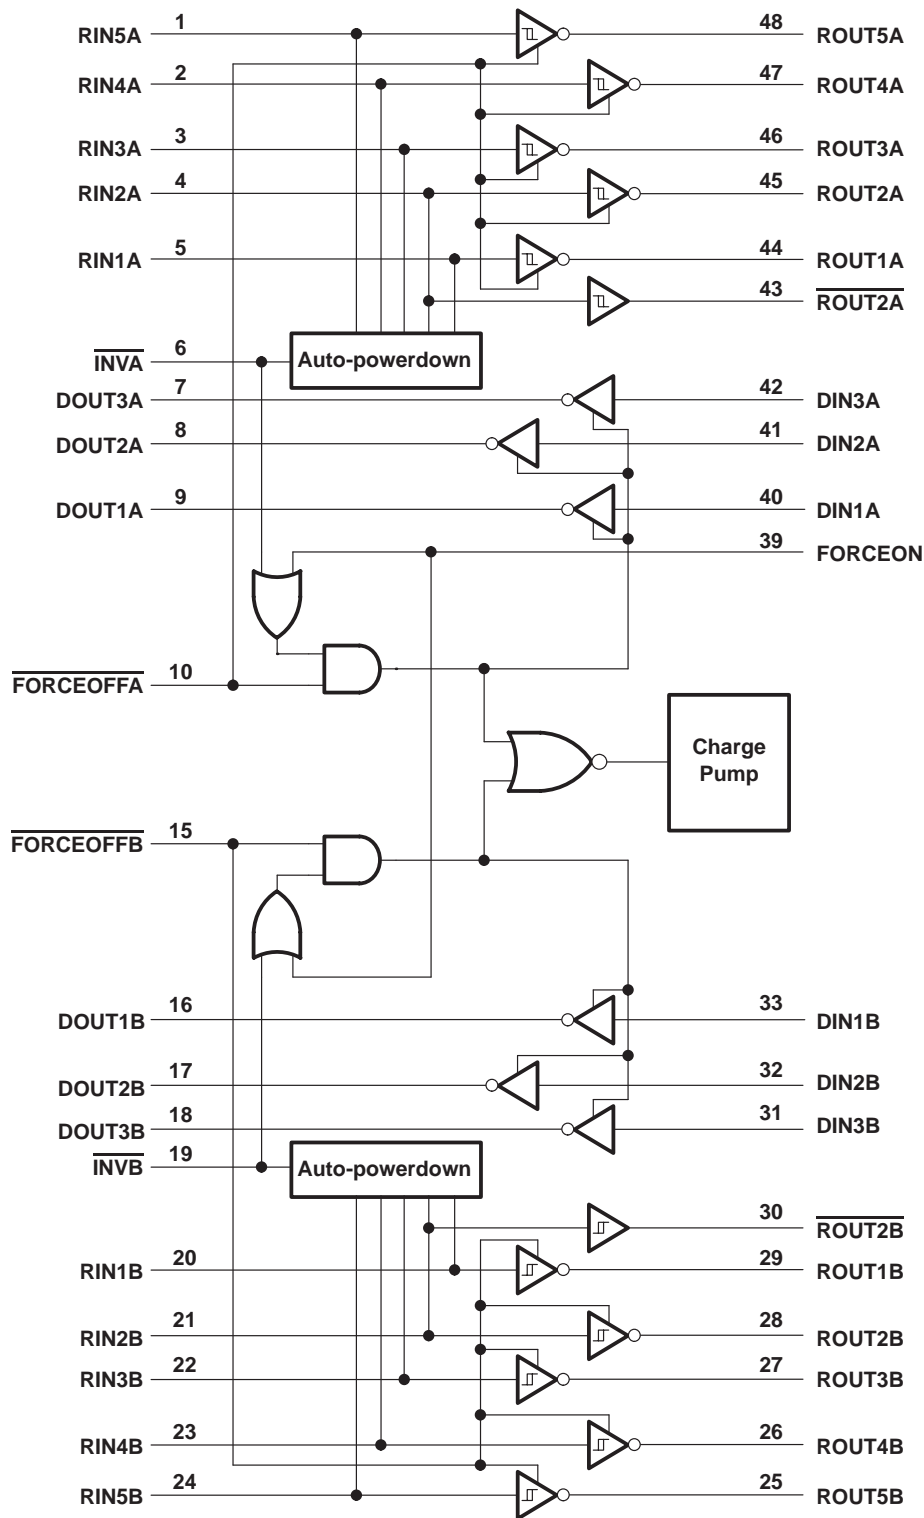 RIN5A 1 48 ROUT5A
RIN4A 2 47 ROUT4A
RIN3A 3 46 ROUT3A
RIN2A 4 45 ROUT2A
RIN1A 5 44 ROUT1A
43 ROUT2A
INVA 6 Auto-powerdown
DOUT3A 7 42 DIN3A
DOUT2A 8 41 DIN2A
DOUT1A 9 40 DIN1A
39 FORCEON
FORCEOFFA 10
Charge
Pump
FORCEOFFB 15
DOUT1B 16 33 DIN1B
DOUT2B 17 32 DIN2B
DOUT3B 18 31 DIN3B
INVB 19 Auto-powerdown
30 ROUT2B
RIN1B 20 29 ROUT1B
RIN2B 21 28 ROUT2B
RIN3B 22 27 ROUT3B
RIN4B 23 26 ROUT4B
RIN5B 24 25 ROUT5B